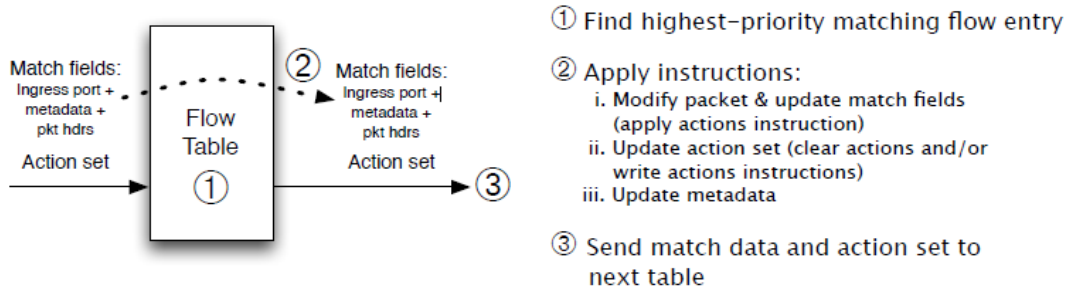 Match fields:
Ingress port +
metadata +
pkt hdrs
Action set
Flow
Table
①
②
Match fields:
Ingress port +
metadata +
pkt hdrs
Action set
③
① Find highest-priority matching flow entry
② Apply instructions:
i. Modify packet & update match fields
(apply actions instruction)
ii. Update action set (clear actions and/or
write actions instructions)
iii. Update metadata
③ Send match data and action set to
next table